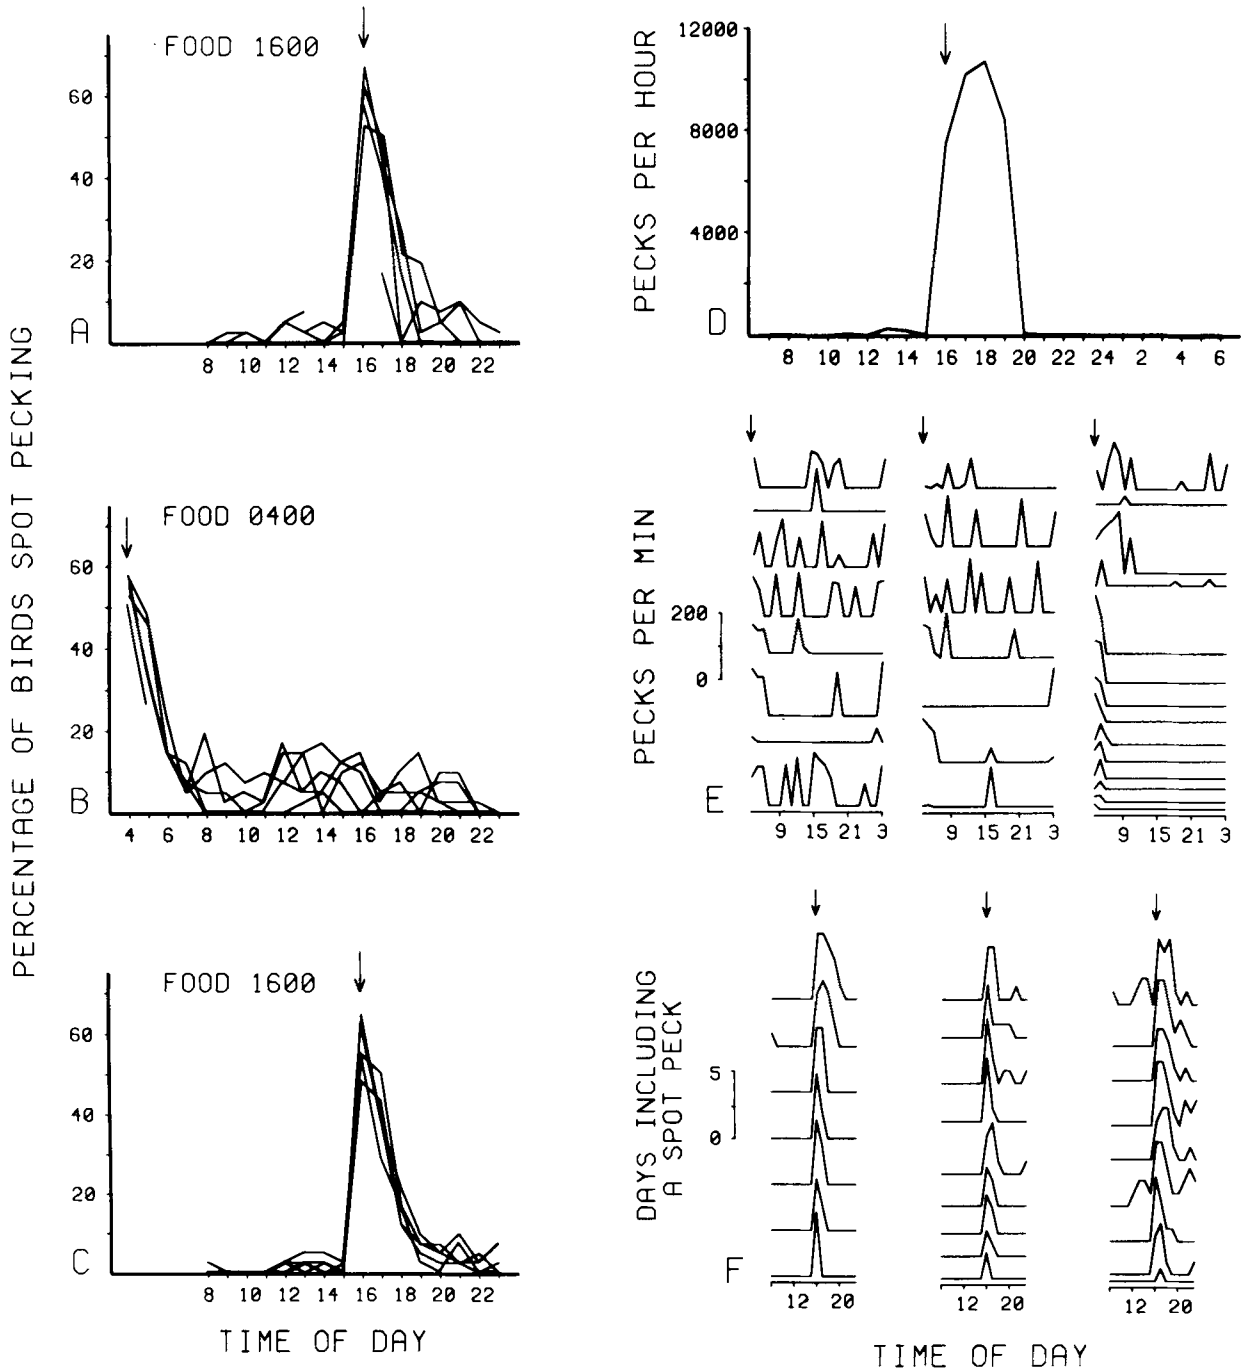 PERCENTAGE OF BIRDS SPOT PECKING
FOOD 1600
60
40
20
A
8 10 12 14 16 18 20 22
FOOD 0400
60
40
20
B
4 6 8 10 12 14 16 18 20 22
FOOD 1600
60
40
20
C
8 10 12 14 16 18 20 22
TIME OF DAY
PECKS PER HOUR
12000
8000
4000
D
8 10 12 14 16 18 20 22 24 2 4 6
PECKS PER MIN
200
0
E
9 15 21 3
9 15 21 3
9 15 21 3
DAYS INCLUDING
A SPOT PECK
5
0
F
12 20
12 20
12 20
TIME OF DAY